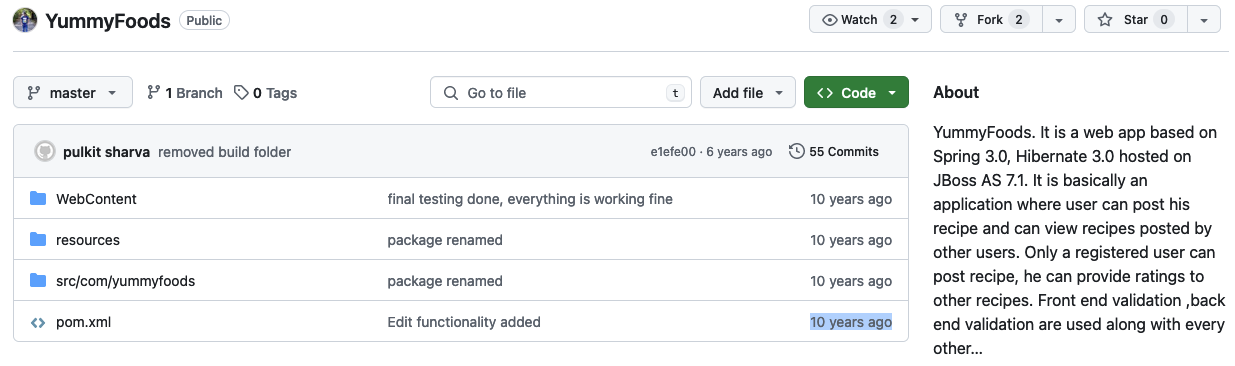 YummyFoods Public Watch 2 Fork 2 Star 0
master 1 Branch 0 Tags Go to file t Add file Code
pulkit sharva removed build folder e1efe00 · 6 years ago 55 Commits
WebContent final testing done, everything is working fine 10 years ago
resources package renamed 10 years ago
src/com/yummyfoods package renamed 10 years ago
pom.xml Edit functionality added 10 years ago
About
YummyFoods. It is a web app based on
Spring 3.0, Hibernate 3.0 hosted on
JBoss AS 7.1. It is basically an
application where user can post his
recipe and can view recipes posted by
other users. Only a registered user can
post recipe, he can provide ratings to
other recipes. Front end validation ,back
end validation are used along with every
other...